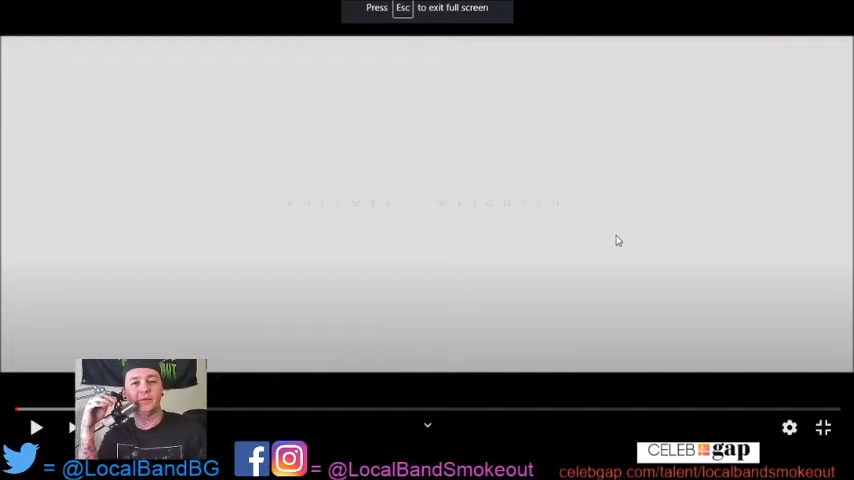 Press Esc to exit full screen
VOLUMES WEIGHTED
CELEB gap
= @LocalBandBG
= @LocalBandSmokeout
celebgap.com/talent/localbandsmokeout